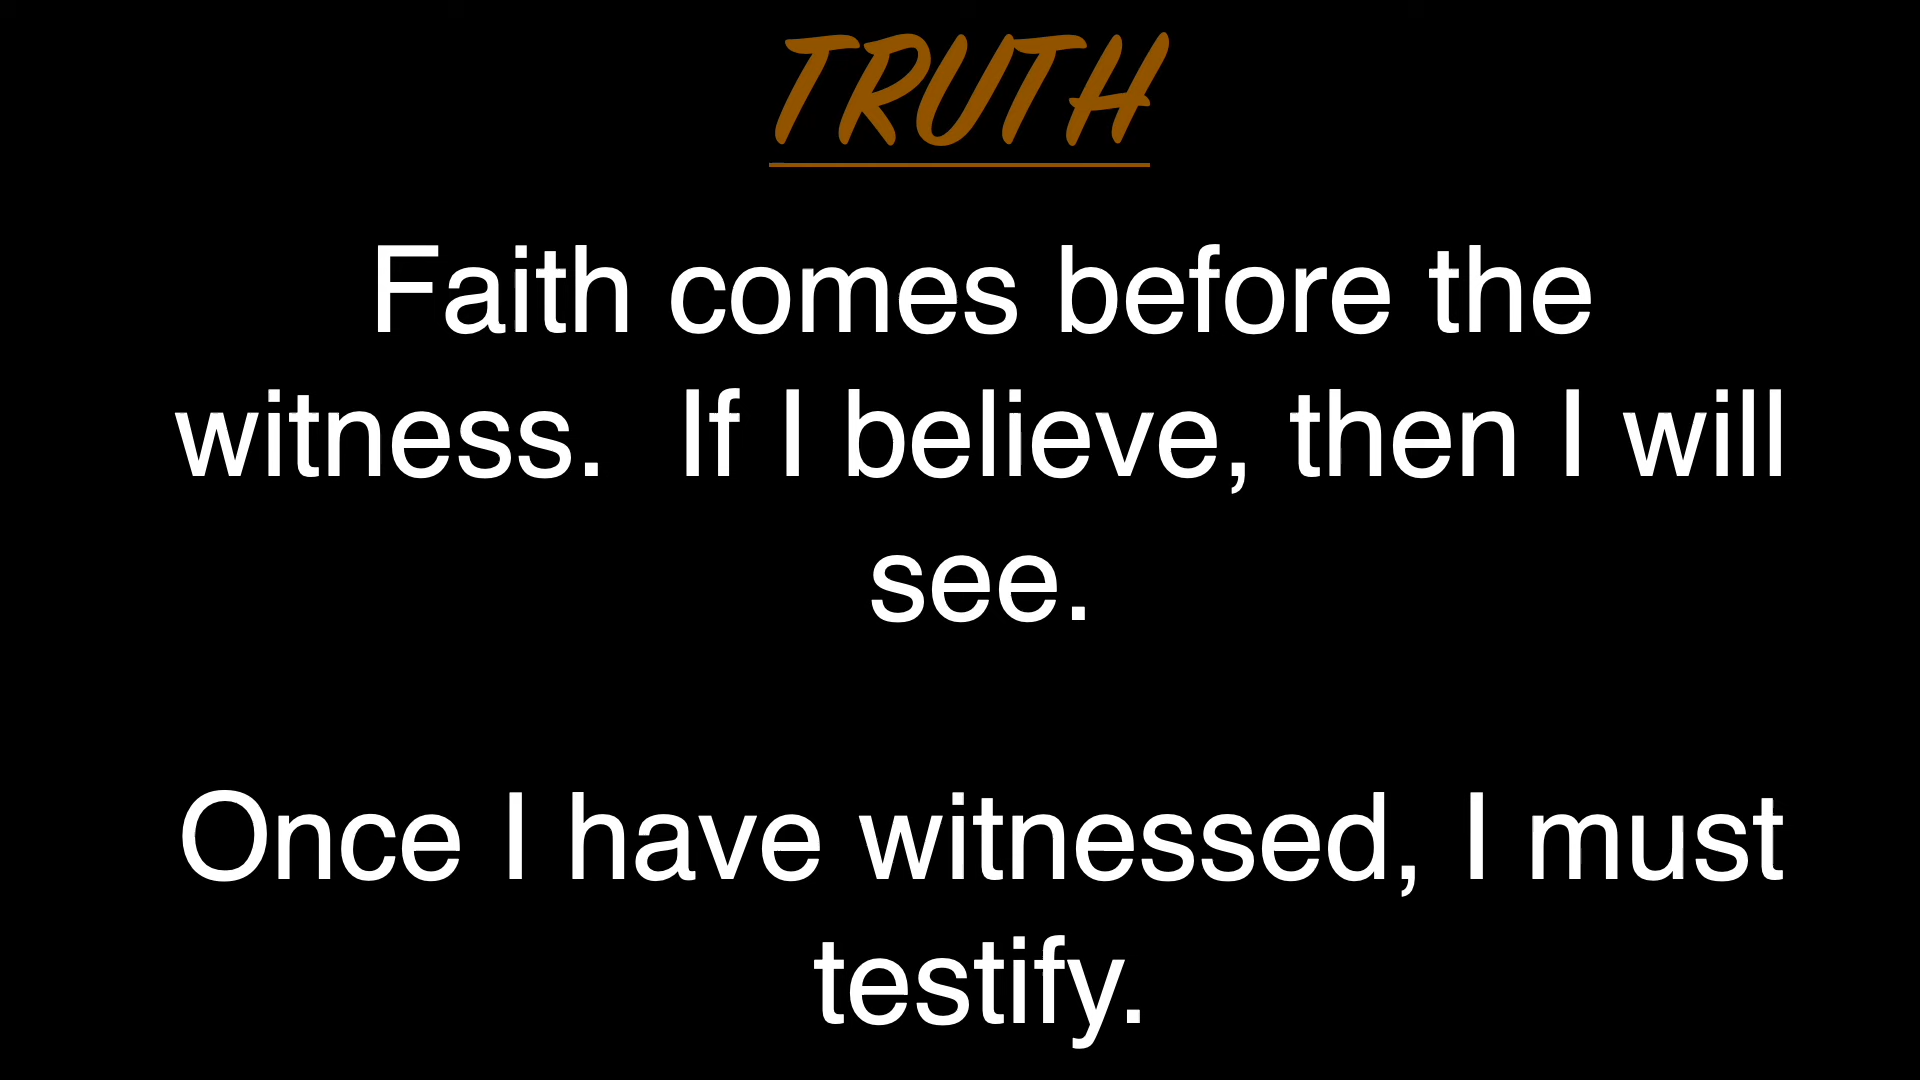 TRUTH
Faith comes before the
witness.  If I believe, then I will
see.
Once I have witnessed, I must
testify.